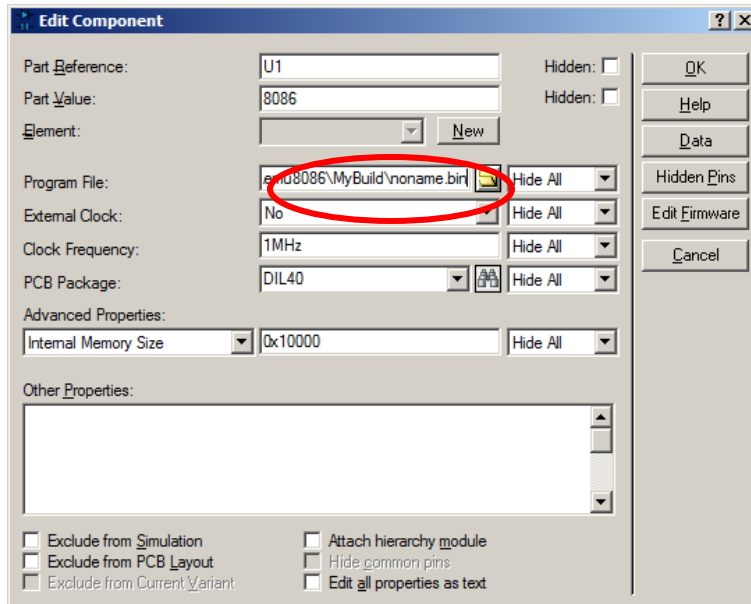 Edit Component
Part Reference: U1 Hidden: OK
Part Value: 8086 Hidden: Help
Element: New Data
Program File: emu8086\MyBuild\noname.bin Hide All Hidden Pins
External Clock: No Hide All Edit Firmware
Clock Frequency: 1MHz Hide All
Cancel
PCB Package: DIL40 Hide All
Advanced Properties:
Internal Memory Size 0x10000 Hide All
Other Properties:
Exclude from Simulation Attach hierarchy module
Exclude from PCB Layout Hide common pins
Exclude from Current Variant Edit all properties as text